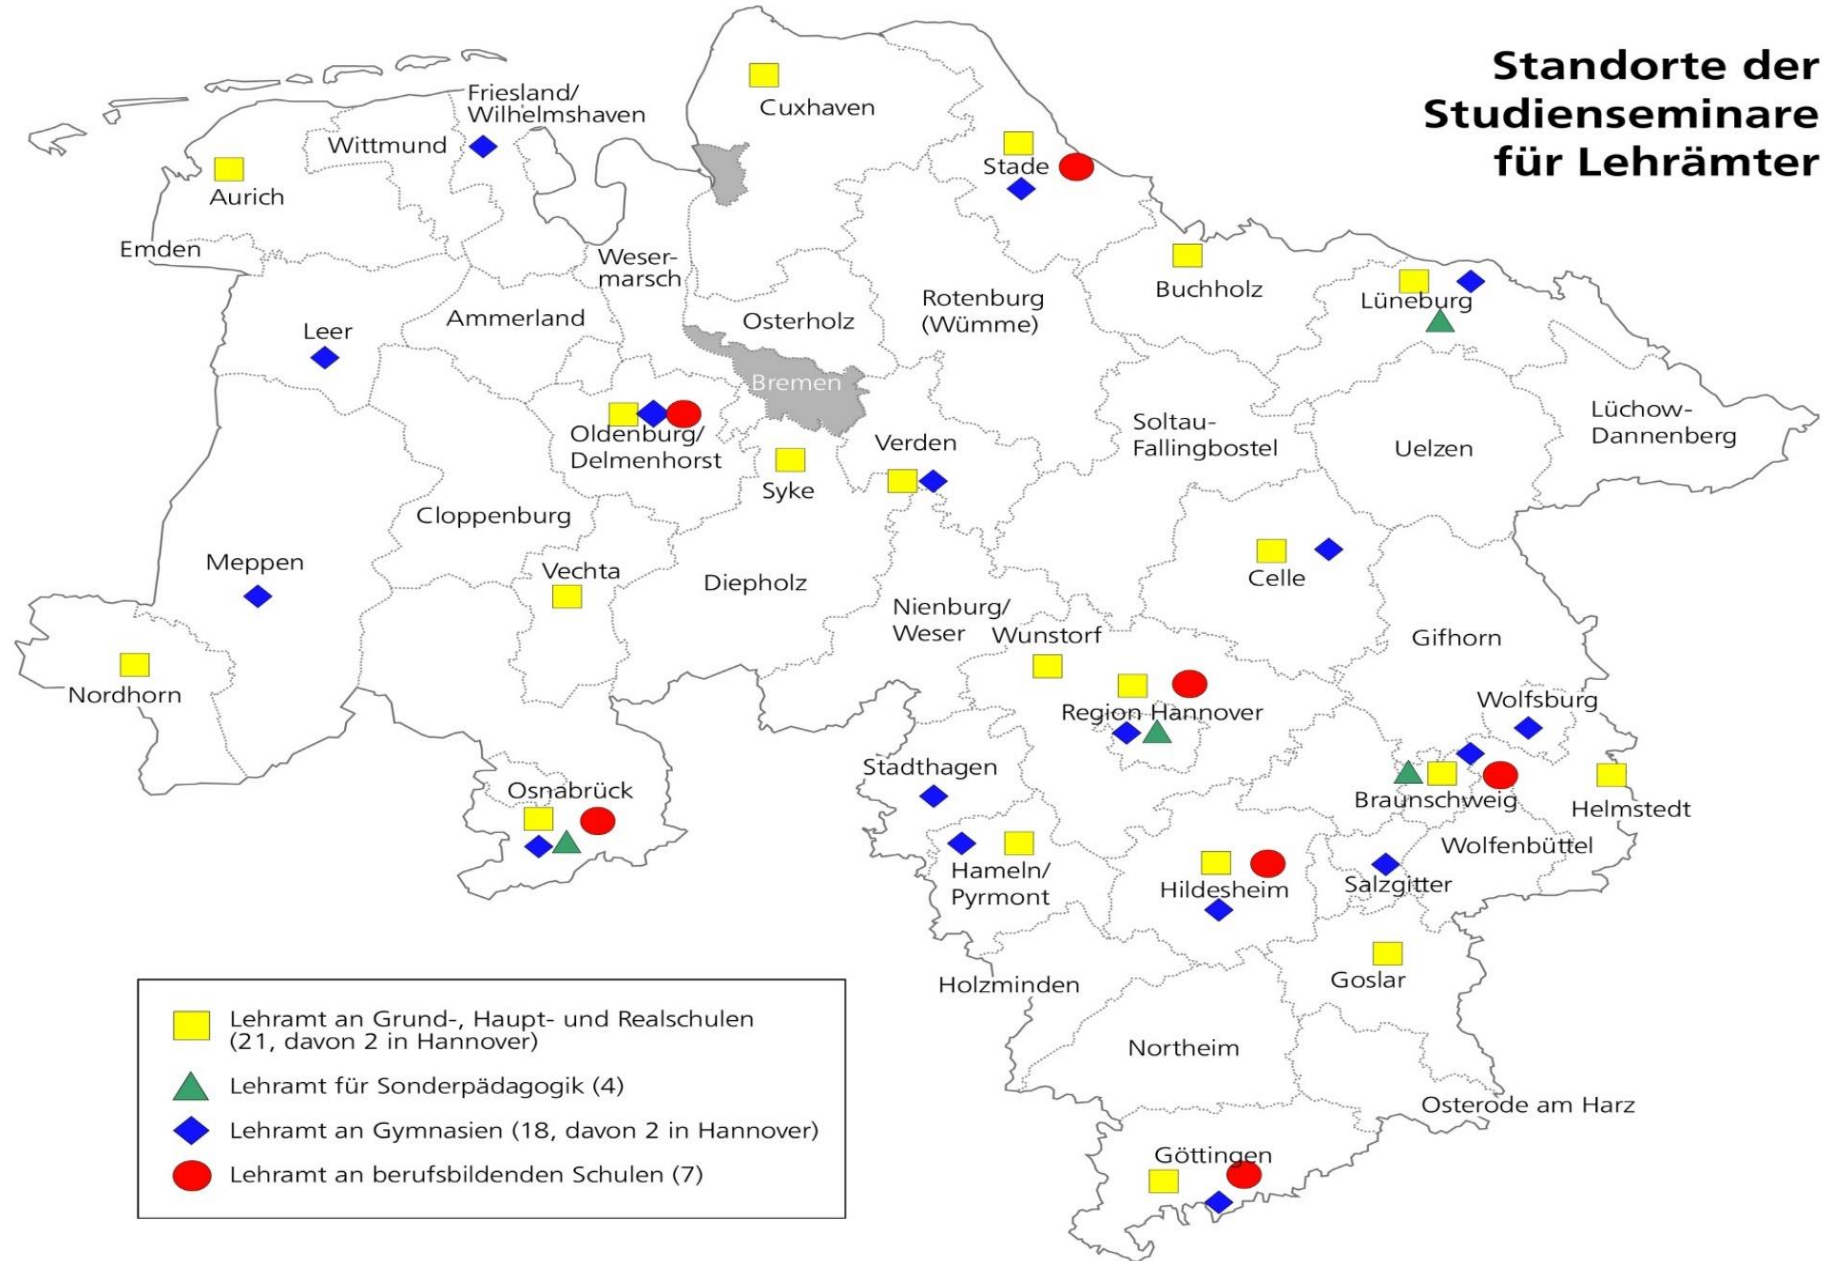 Standorte der
Studienseminare
für Lehrämter
Cuxhaven
Friesland/
Wilhelmshaven
Wittmund
Stade
Aurich
Emden
Weser-
marsch
Buchholz
Lüneburg
Rotenburg
(Wümme)
Leer
Ammerland
Osterholz
Bremen
Oldenburg/
Delmenhorst
Syke
Verden
Soltau-
Fallingbostel
Uelzen
Lüchow-
Dannenberg
Cloppenburg
Meppen
Vechta
Diepholz
Celle
Nienburg/
Weser
Wunstorf
Gifhorn
Nordhorn
Region Hannover
Wolfsburg
Stadthagen
Osnabrück
Braunschweig
Helmstedt
Wolfenbüttel
Hameln/
Pyrmont
Hildesheim
Salzgitter
Goslar
Holzminden
Northeim
Osterode am Harz
Göttingen
Lehramt an Grund-, Haupt- und Realschulen
(21, davon 2 in Hannover)
Lehramt für Sonderpädagogik (4)
Lehramt an Gymnasien (18, davon 2 in Hannover)
Lehramt an berufsbildenden Schulen (7)